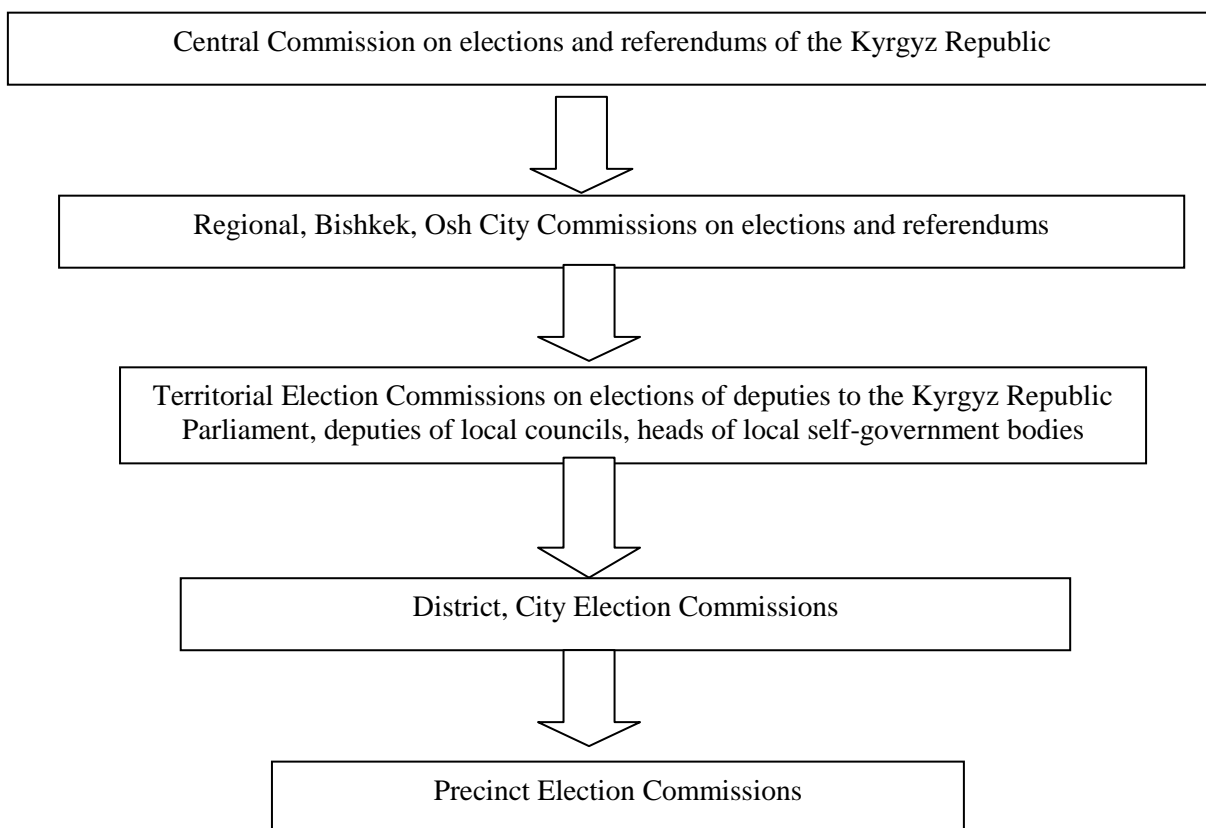 Central Commission on elections and referendums of the Kyrgyz Republic
Regional, Bishkek, Osh City Commissions on elections and referendums
Territorial Election Commissions on elections of deputies to the Kyrgyz Republic
Parliament, deputies of local councils, heads of local self-government bodies
District, City Election Commissions
Precinct Election Commissions